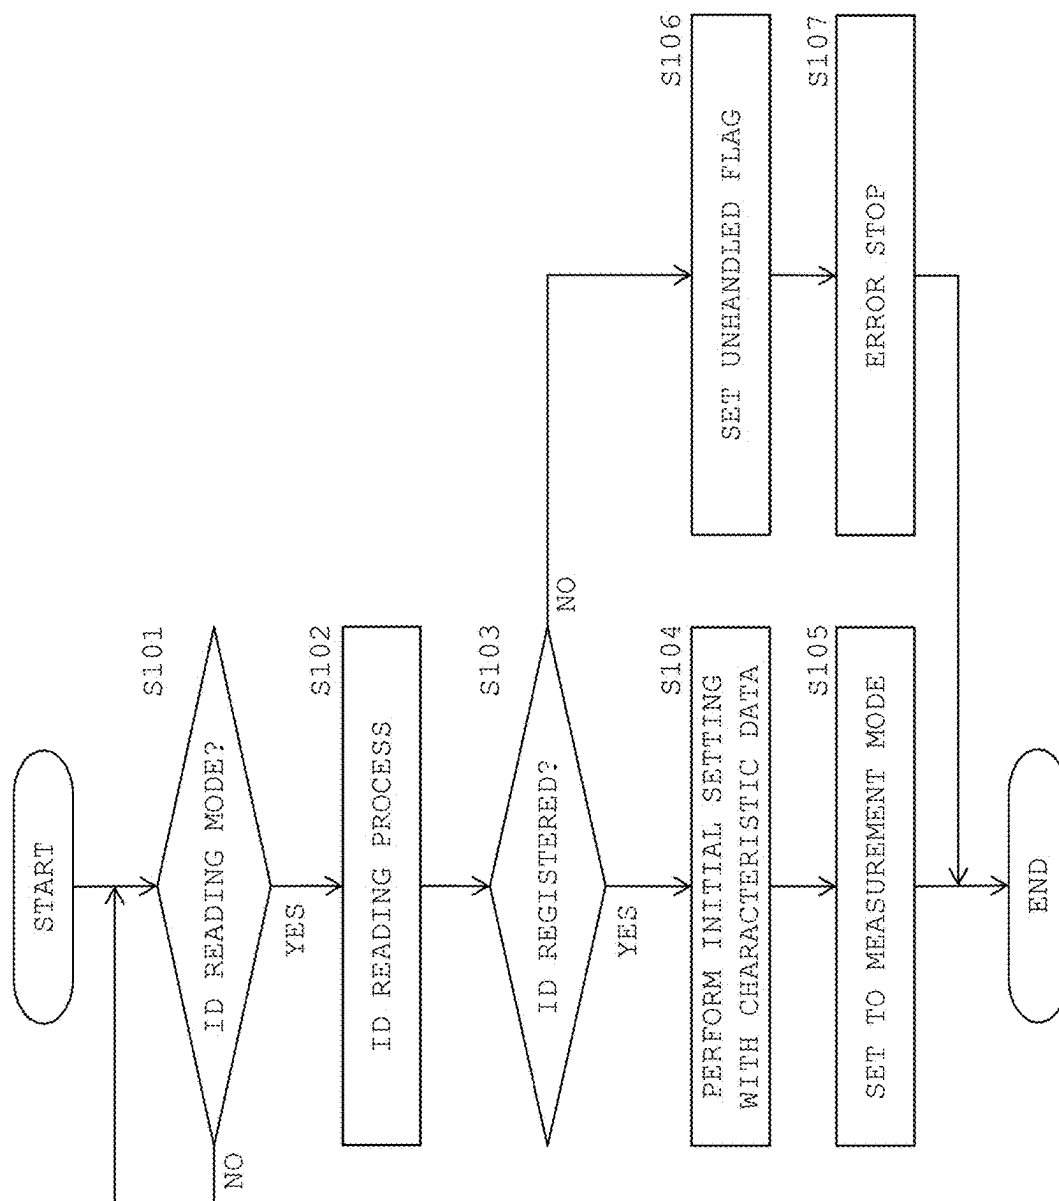 START
S101
ID READING MODE?
NO
YES
S102
ID READING PROCESS
S103
ID REGISTERED?
NO
YES
S104
PERFORM INITIAL SETTING
WITH CHARACTERISTIC DATA
S105
SET TO MEASUREMENT MODE
S106
SET UNHANDLED FLAG
S107
ERROR STOP
END